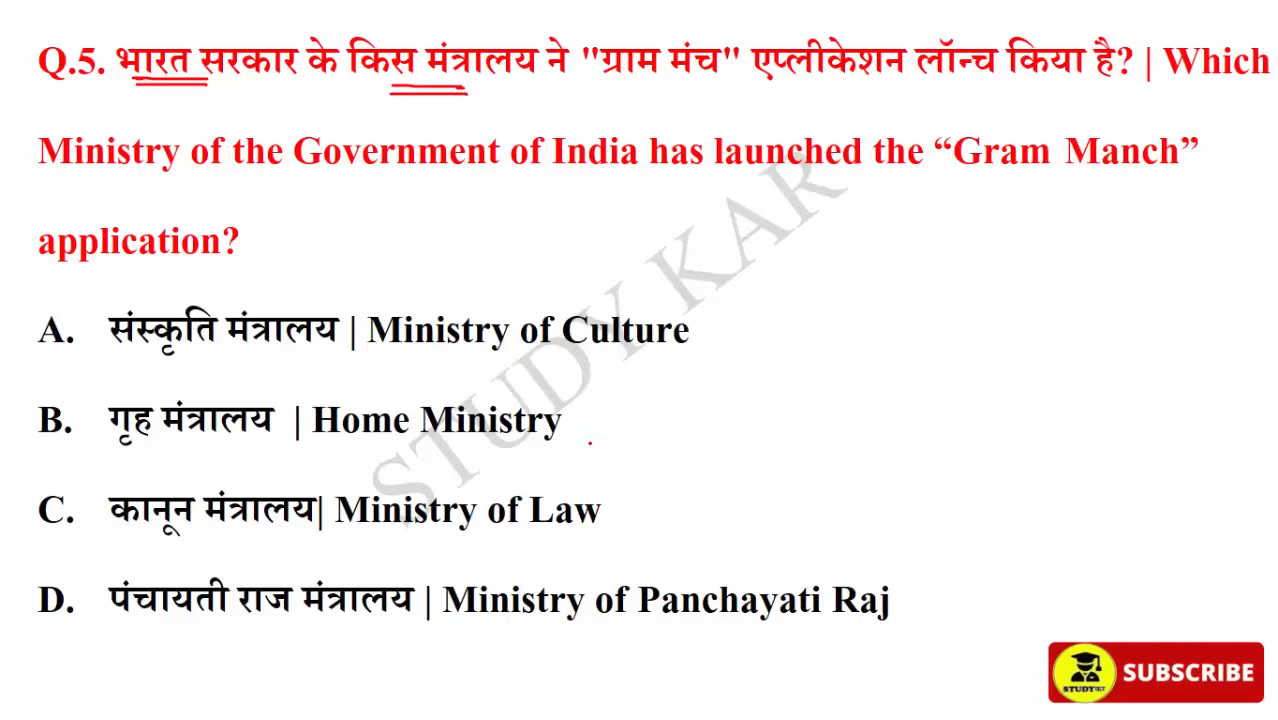 Q.5. भारत सरकार के किस मंत्रालय ने "ग्राम मंच" एप्लीकेशन लॉन्च किया है? | Which
Ministry of the Government of India has launched the “Gram Manch”
application?
A. संस्कृति मंत्रालय | Ministry of Culture
B. गृह मंत्रालय | Home Ministry
C. कानून मंत्रालय| Ministry of Law
D. पंचायती राज मंत्रालय | Ministry of Panchayati Raj
STUDY KAR
STUDYकर
SUBSCRIBE